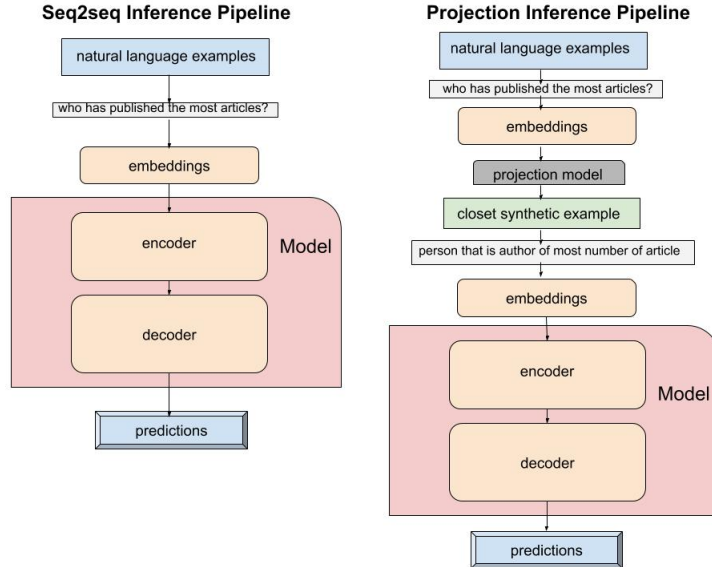 Seq2seq Inference Pipeline
natural language examples
who has published the most articles?
embeddings
encoder
Model
decoder
predictions
Projection Inference Pipeline
natural language examples
who has published the most articles?
embeddings
projection model
closet synthetic example
person that is author of most number of article
embeddings
encoder
Model
decoder
predictions